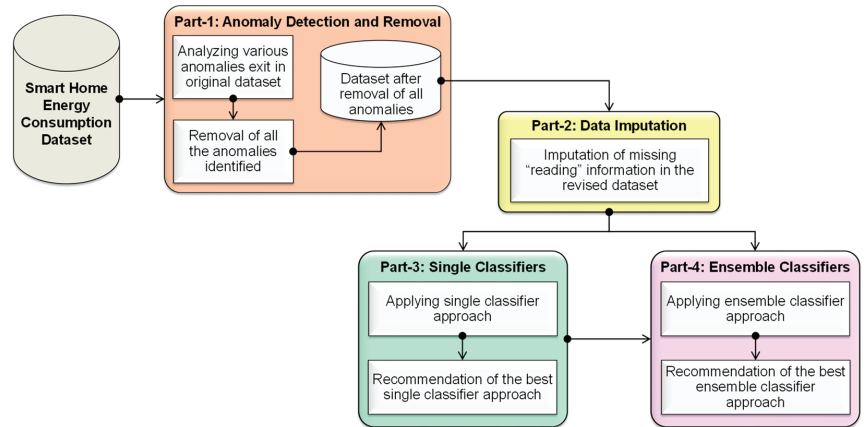 Smart Home
Energy
Consumption
Dataset
Part-1: Anomaly Detection and Removal
Analyzing various
anomalies exit in
original dataset
Removal of all
the anomalies
identified
Dataset after
removal of all
anomalies
Part-2: Data Imputation
Imputation of missing
“reading” information in the
revised dataset
Part-3: Single Classifiers
Applying single classifier
approach
Recommendation of the best
single classifier approach
Part-4: Ensemble Classifiers
Applying ensemble classifier
approach
Recommendation of the best
ensemble classifier
approach